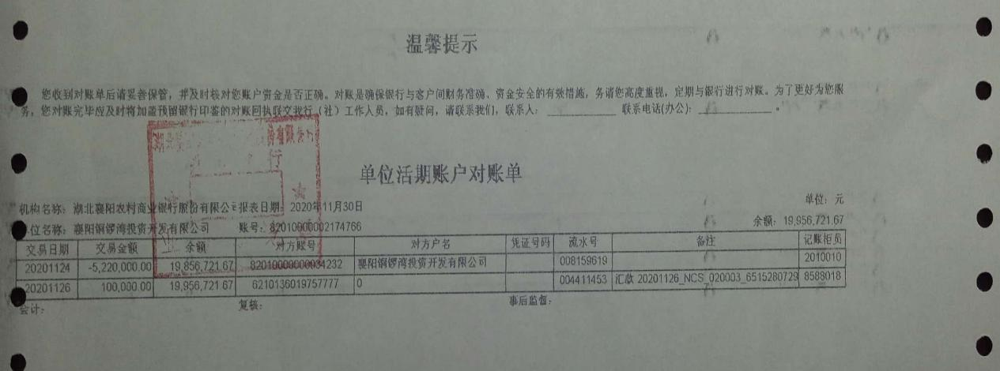 温馨提示
您收到对账单后请妥善保管，并及时核对您账户资金是否正确。对账是确保银行与客户间财务准确、资金安全的有效措施，务请您高度重视，定期与银行进行对账。为了更好为您服
务，您对账完毕应及时将加盖预留银行印鉴的对账回执联交我行（社）工作人员，如有疑问，请联系我们，联系人：____________ 联系电话(办公)：____________。
行
单位活期账户对账单
单位：元
机构名称：湖北襄阳农村商业银行股份有限公司 报表日期：2020年11月30日
单位名称：襄阳铜锣湾投资开发有限公司 账号：82010000002174766 余额：19,956,721.67
交易日期 交易金额 余额 对方账号 对方户名 凭证号码 流水号 备注 记账柜员
20201124 -5,220,000.00 19,856,721.67 82010000000934232 襄阳铜锣湾投资开发有限公司 008159619 2010010
20201126 100,000.00 19,956,721.67 6210136019757777 0 004411453 汇款 20201126_NCS_020003_6515280729 8588018
会计： 复核： 事后监督：